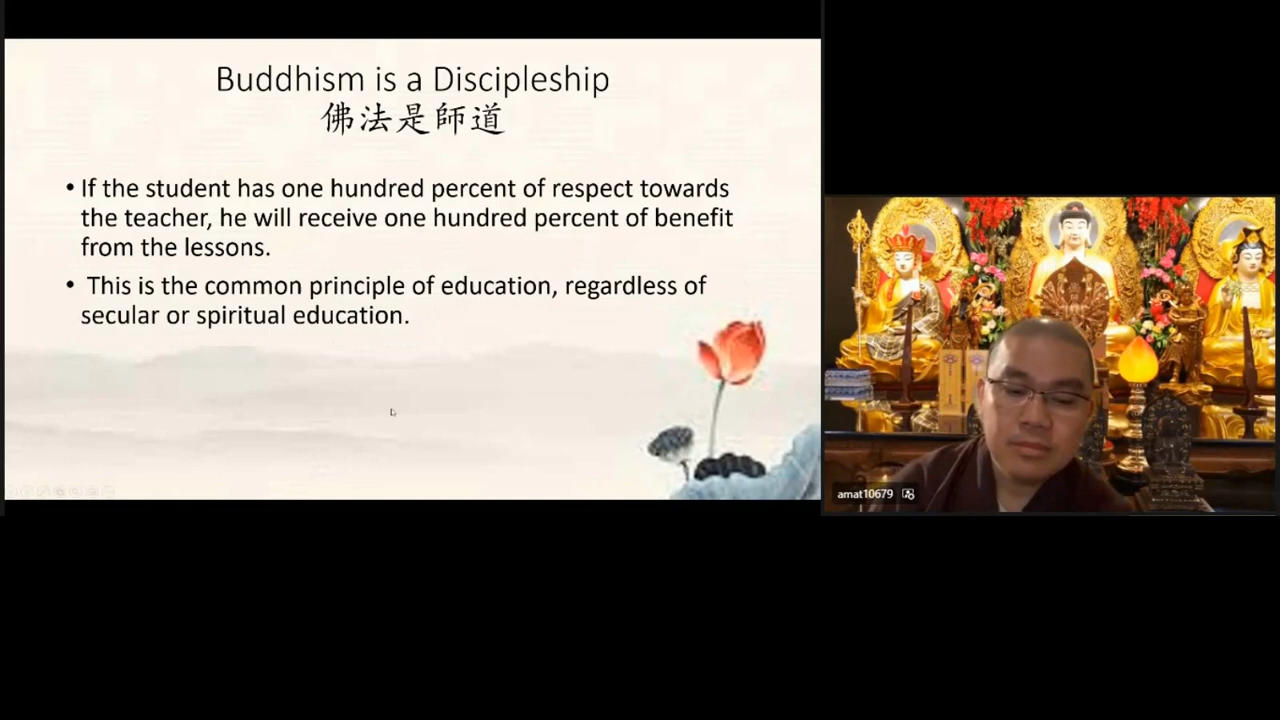 Buddhism is a Discipleship
佛法是師道
• If the student has one hundred percent of respect towards
the teacher, he will receive one hundred percent of benefit
from the lessons.
• This is the common principle of education, regardless of
secular or spiritual education.
amat10679